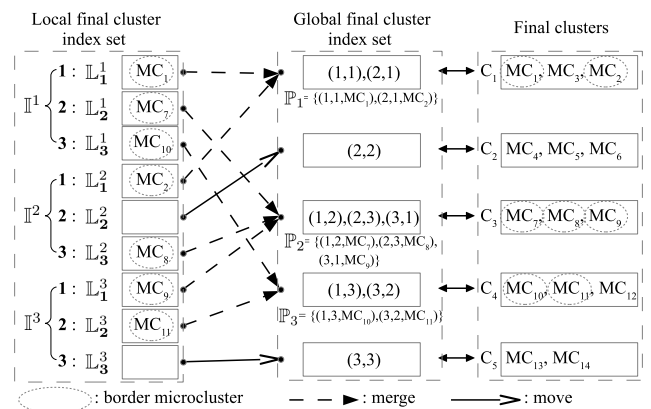 Local final cluster index set
Global final cluster index set
Final clusters
𝕀¹
1 : 𝕃₁¹ MC₁
2 : 𝕃₂¹ MC₇
3 : 𝕃₃¹ MC₁₀
𝕀²
1 : 𝕃₁² MC₂
2 : 𝕃₂²
3 : 𝕃₃² MC₈
𝕀³
1 : 𝕃₁³ MC₉
2 : 𝕃₂³ MC₁₁
3 : 𝕃₃³
(1,1),(2,1)
ℙ₁= {(1,1,MC₁),(2,1,MC₂)}
(2,2)
(1,2),(2,3),(3,1)
ℙ₂= {(1,2,MC₇),(2,3,MC₈),
(3,1,MC₉)}
(1,3),(3,2)
ℙ₃= {(1,3,MC₁₀),(3,2,MC₁₁)}
(3,3)
C₁ MC₁, MC₃, MC₂
C₂ MC₄, MC₅, MC₆
C₃ MC₇, MC₈, MC₉
C₄ MC₁₀, MC₁₁, MC₁₂
C₅ MC₁₃, MC₁₄
: border microcluster
: merge
: move